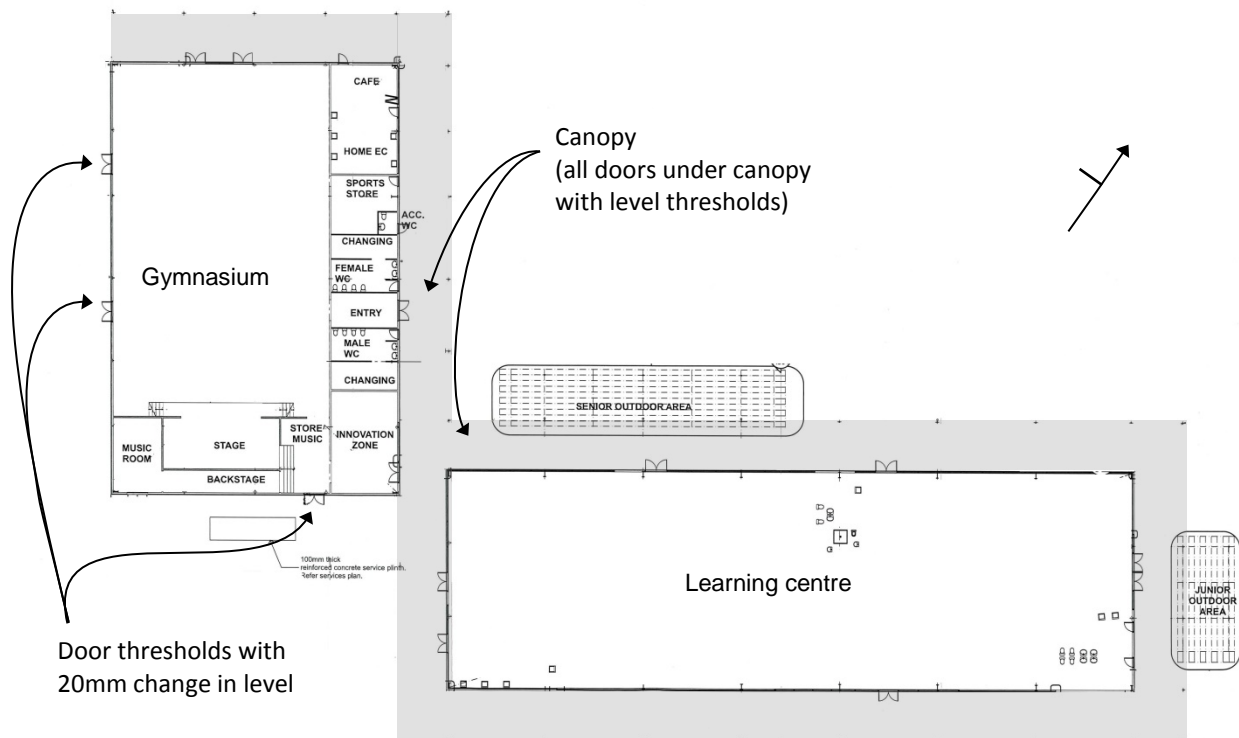 CAFE
HOME EC
SPORTS
STORE
ACC.
WC
CHANGING
FEMALE
WC
ENTRY
MALE
WC
CHANGING
INNOVATION
ZONE
STORE
MUSIC
STAGE
MUSIC
ROOM
BACKSTAGE
Gymnasium
Canopy
(all doors under canopy
with level thresholds)
SENIOR OUTDOOR AREA
Learning centre
JUNIOR
OUTDOOR
AREA
100mm thick
reinforced concrete service plinth.
Refer services plan.
Door thresholds with
20mm change in level